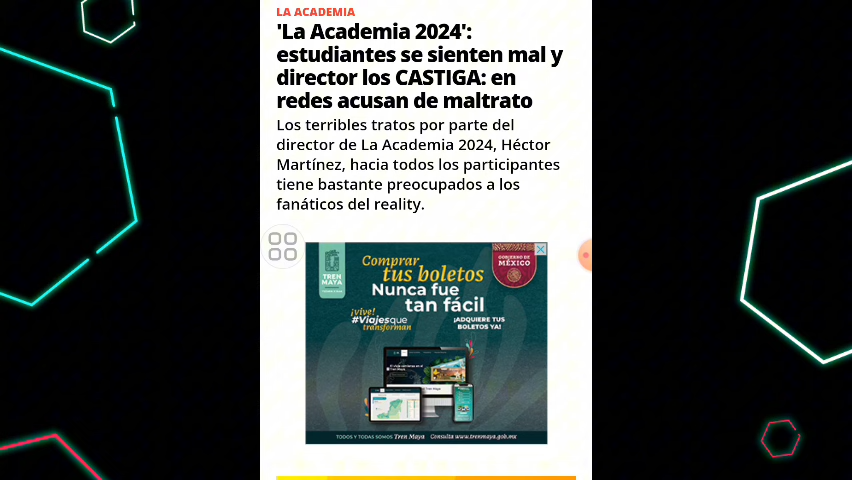 LA ACADEMIA
'La Academia 2024':
estudiantes se sienten mal y
director los CASTIGA: en
redes acusan de maltrato
Los terribles tratos por parte del
director de La Academia 2024, Héctor
Martínez, hacia todos los participantes
tiene bastante preocupados a los
fanáticos del reality.
TREN
MAYA
Comprar
tus boletos
Nunca fue
tan fácil
GOBIERNO DE
MÉXICO
¡vive!
#Viajesque
transforman
¡ADQUIERE TUS
BOLETOS YA!
TODOS Y TODAS SOMOS Tren Maya Consulta www.trenmaya.gob.mx